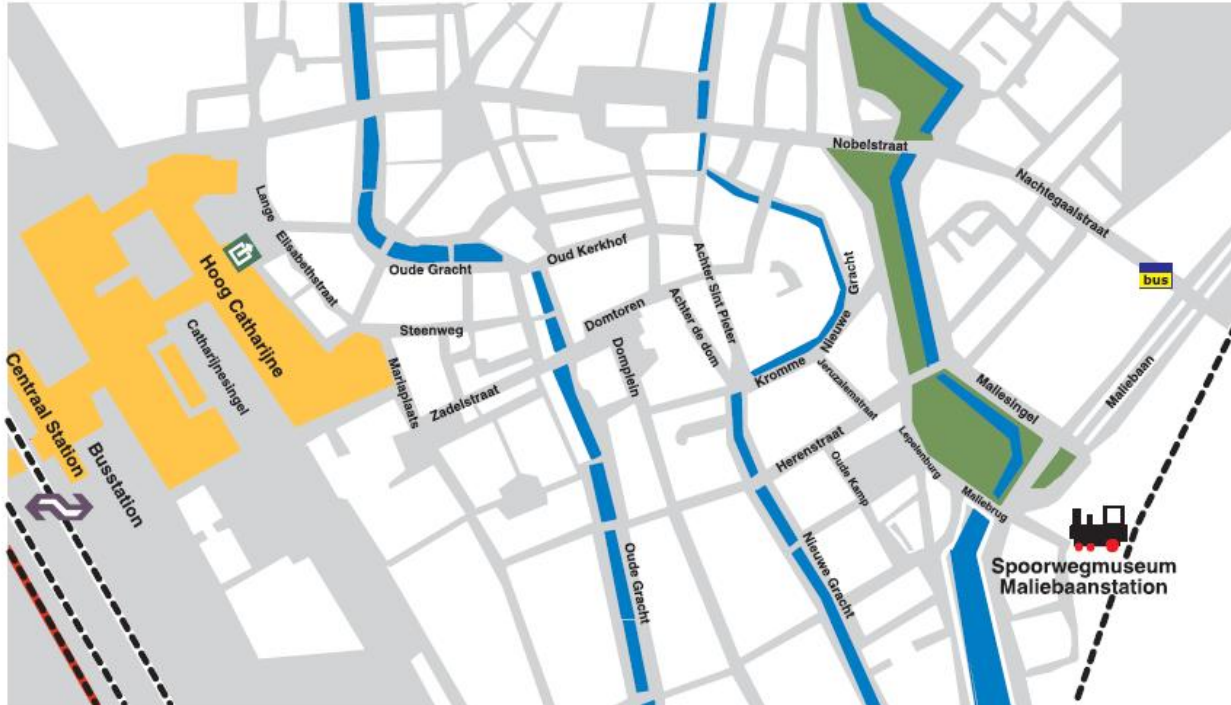 Nobelstraat
Nachtegaalstraat
Lange
Elisabethstraat
Oud Kerkhof
Oude Gracht
Achter Sint Pieter
Gracht
Nieuwe
Kromme
bus
Hoog Catharijne
Steenweg
Domtoren
Achter de dom
Domplein
Catharijnesingel
Mariaplaats
Zadelstraat
Jeruzalemstraat
Maliesingel
Maliebaan
Centraal Station
Busstation
Herenstraat
Oude Kamp
Lepelenburg
Maliebrug
Oude Gracht
Nieuwe Gracht
Spoorwegmuseum
Maliebaanstation